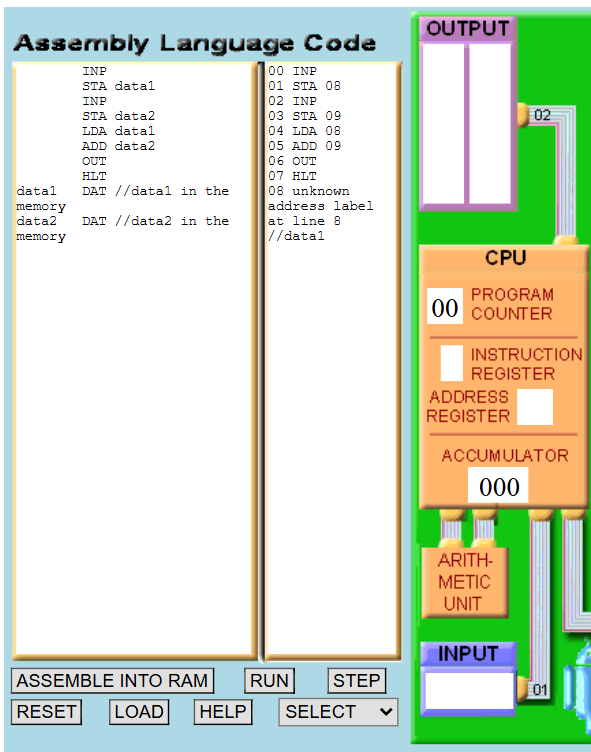 Assembly Language Code
INP
STA data1
INP
STA data2
LDA data1
ADD data2
OUT
HLT
data1 DAT //data1 in the
memory
data2 DAT //data2 in the
memory
00 INP
01 STA 08
02 INP
03 STA 09
04 LDA 08
05 ADD 09
06 OUT
07 HLT
08 unknown
address label
at line 8
//data1
OUTPUT
02
CPU
00
PROGRAM
COUNTER
INSTRUCTION
REGISTER
ADDRESS
REGISTER
ACCUMULATOR
000
ARITH-
METIC
UNIT
INPUT
01
ASSEMBLE INTO RAM
RUN
STEP
RESET
LOAD
HELP
SELECT